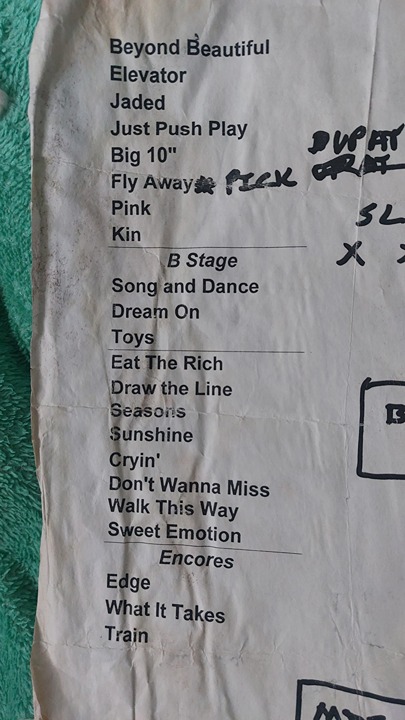 Beyond Beautiful
Elevator
Jaded
Just Push Play
Big 10"
Fly Away PICK
Pink
SL
Kin
X
B Stage
Song and Dance
Dream On
Toys
Eat The Rich
Draw the Line
Seasons
B
Sunshine
Cryin'
Don't Wanna Miss
Walk This Way
Sweet Emotion
Encores
Edge
What It Takes
Train